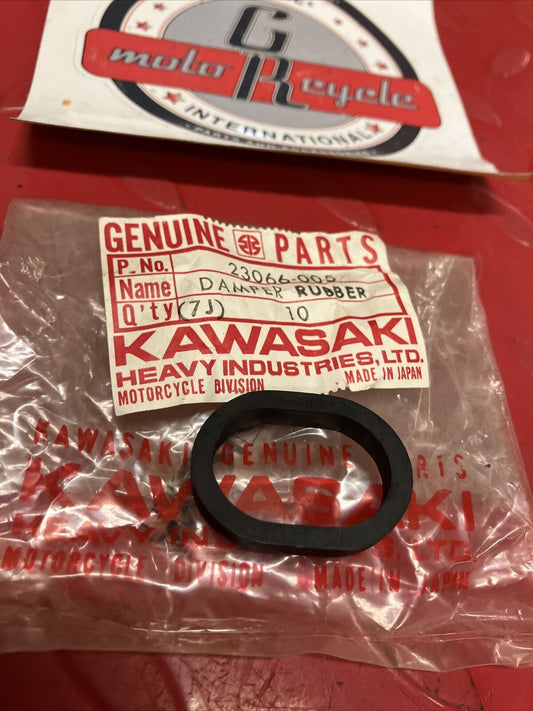 G
moto R cycle
INTERNATIONAL
GENUINE PARTS
P. No. 23066-005
Name DAMPER RUBBER
Q'ty (7J) 10
KAWASAKI
HEAVY INDUSTRIES, LTD.
MOTORCYCLE DIVISION MADE IN JAPAN
KAWASAKI GENUINE PARTS
KAWASAKI
HEAVY INDUSTRIES, LTD.
MOTORCYCLE DIVISION MADE IN JAPAN